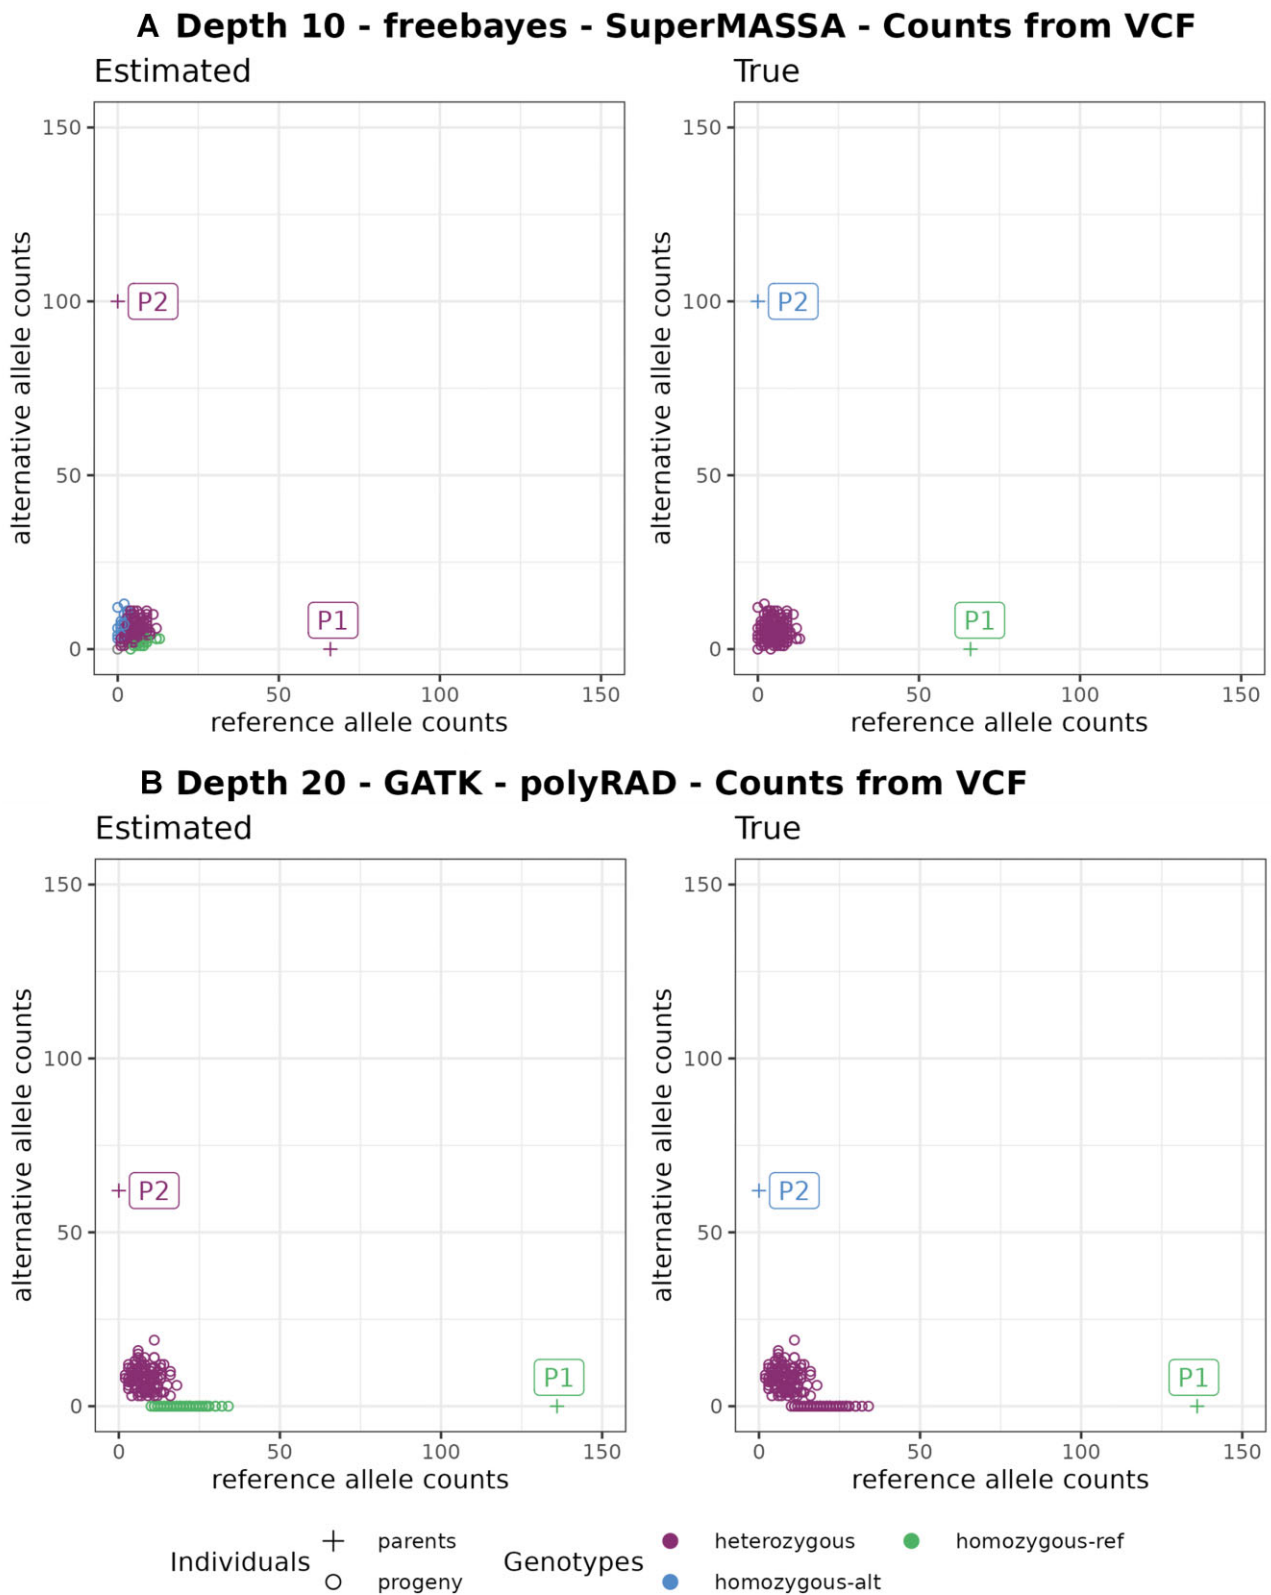 A Depth 10 - freebayes - SuperMASSA - Counts from VCF
Estimated
True
alternative allele counts
150
100
50
0
P2
P1
0 50 100 150
reference allele counts
alternative allele counts
150
100
50
0
P2
P1
0 50 100 150
reference allele counts
B Depth 20 - GATK - polyRAD - Counts from VCF
Estimated
True
alternative allele counts
150
100
50
0
P2
P1
0 50 100 150
reference allele counts
alternative allele counts
150
100
50
0
P2
P1
0 50 100 150
reference allele counts
Individuals
parents
progeny
Genotypes
heterozygous
homozygous-alt
homozygous-ref